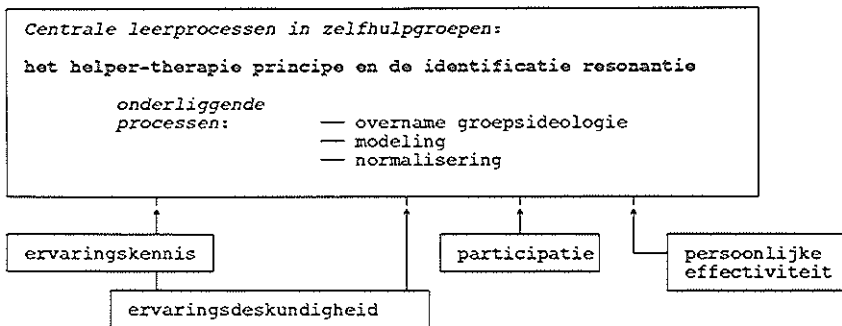 Centrale leerprocessen in zelfhulpgroepen:
het helper-therapie principe en de identificatie resonantie
onderliggende
processen: — overname groepsideologie
— modeling
— normalisering
ervaringskennis
participatie
persoonlijke
effectiviteit
ervaringsdeskundigheid